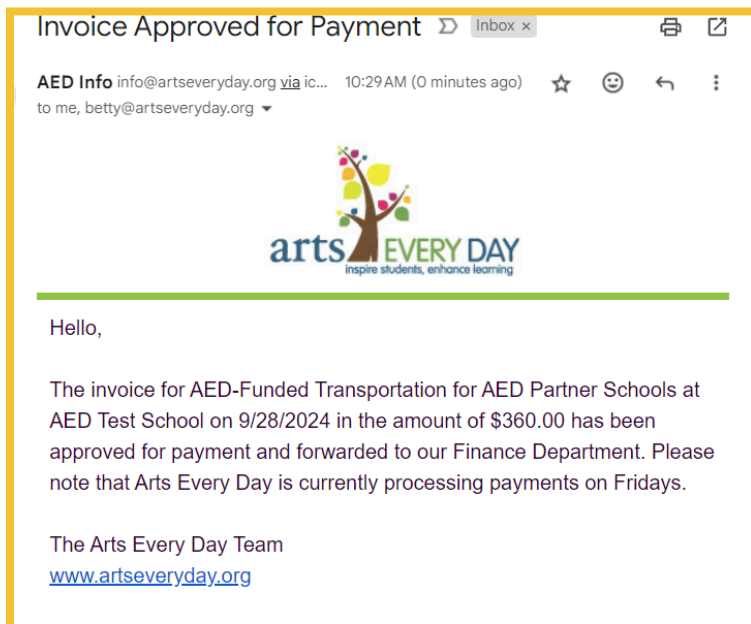 Invoice Approved for Payment Inbox ×
AED Info info@artseveryday.org via ic... 10:29 AM (0 minutes ago)
to me, betty@artseveryday.org
arts EVERY DAY
inspire students, enhance learning
Hello,
The invoice for AED-Funded Transportation for AED Partner Schools at
AED Test School on 9/28/2024 in the amount of $360.00 has been
approved for payment and forwarded to our Finance Department. Please
note that Arts Every Day is currently processing payments on Fridays.
The Arts Every Day Team
www.artseveryday.org